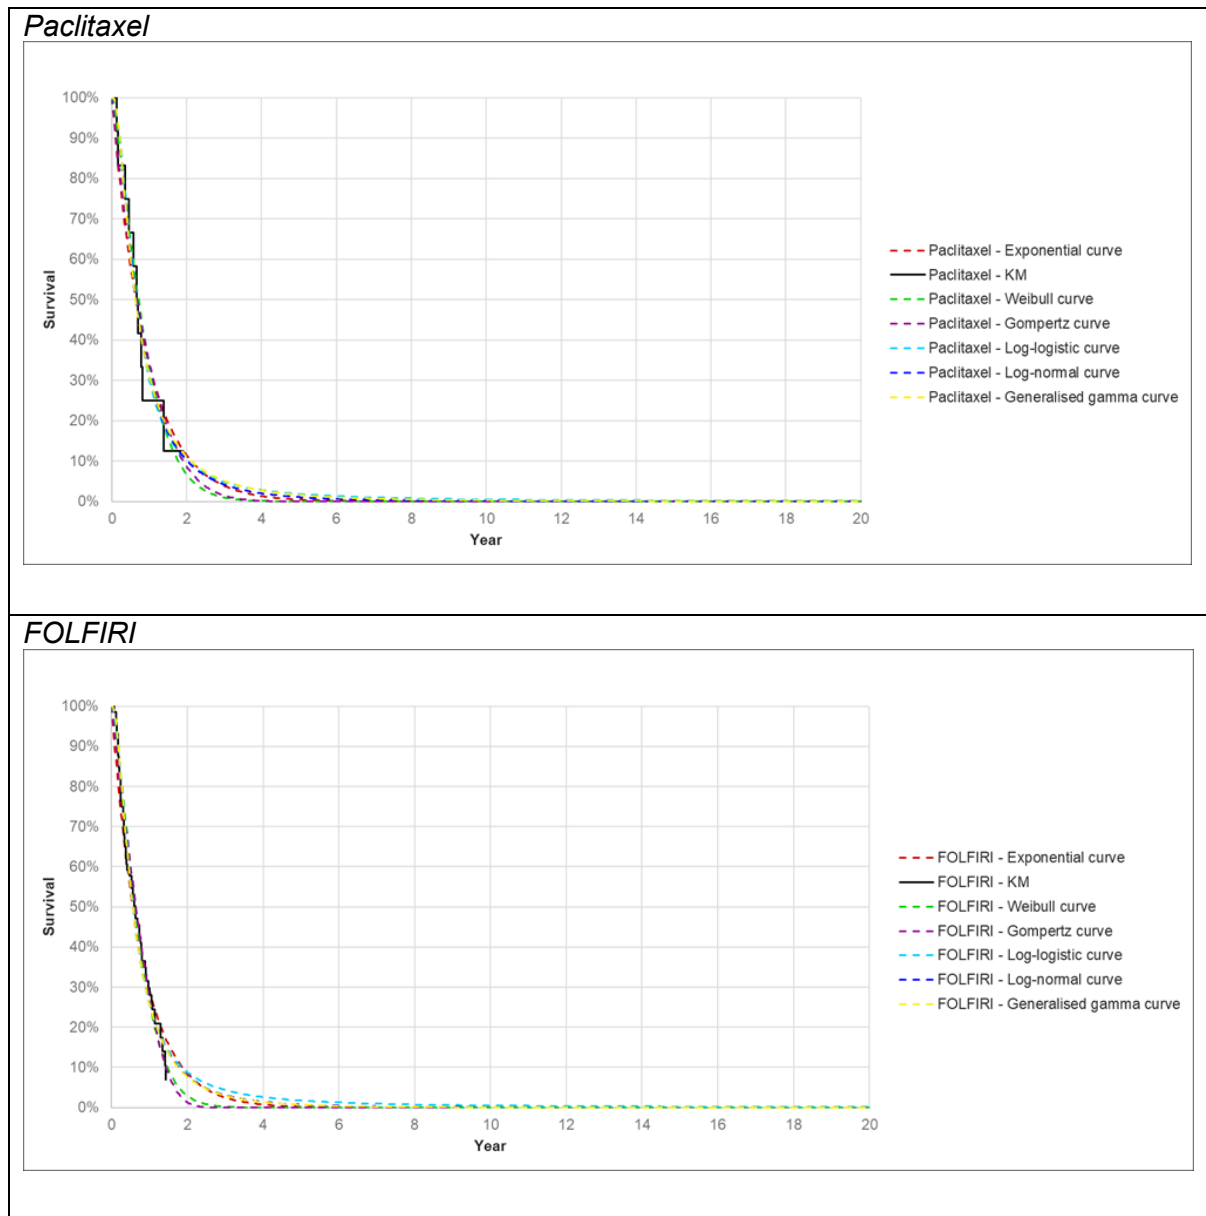 Paclitaxel
100%
90%
80%
70%
60%
50%
40%
30%
20%
10%
0%
Survival
0 2 4 6 8 10 12 14 16 18 20
Year
Paclitaxel - Exponential curve
Paclitaxel - KM
Paclitaxel - Weibull curve
Paclitaxel - Gompertz curve
Paclitaxel - Log-logistic curve
Paclitaxel - Log-normal curve
Paclitaxel - Generalised gamma curve
FOLFIRI
100%
90%
80%
70%
60%
50%
40%
30%
20%
10%
0%
Survival
0 2 4 6 8 10 12 14 16 18 20
Year
FOLFIRI - Exponential curve
FOLFIRI - KM
FOLFIRI - Weibull curve
FOLFIRI - Gompertz curve
FOLFIRI - Log-logistic curve
FOLFIRI - Log-normal curve
FOLFIRI - Generalised gamma curve